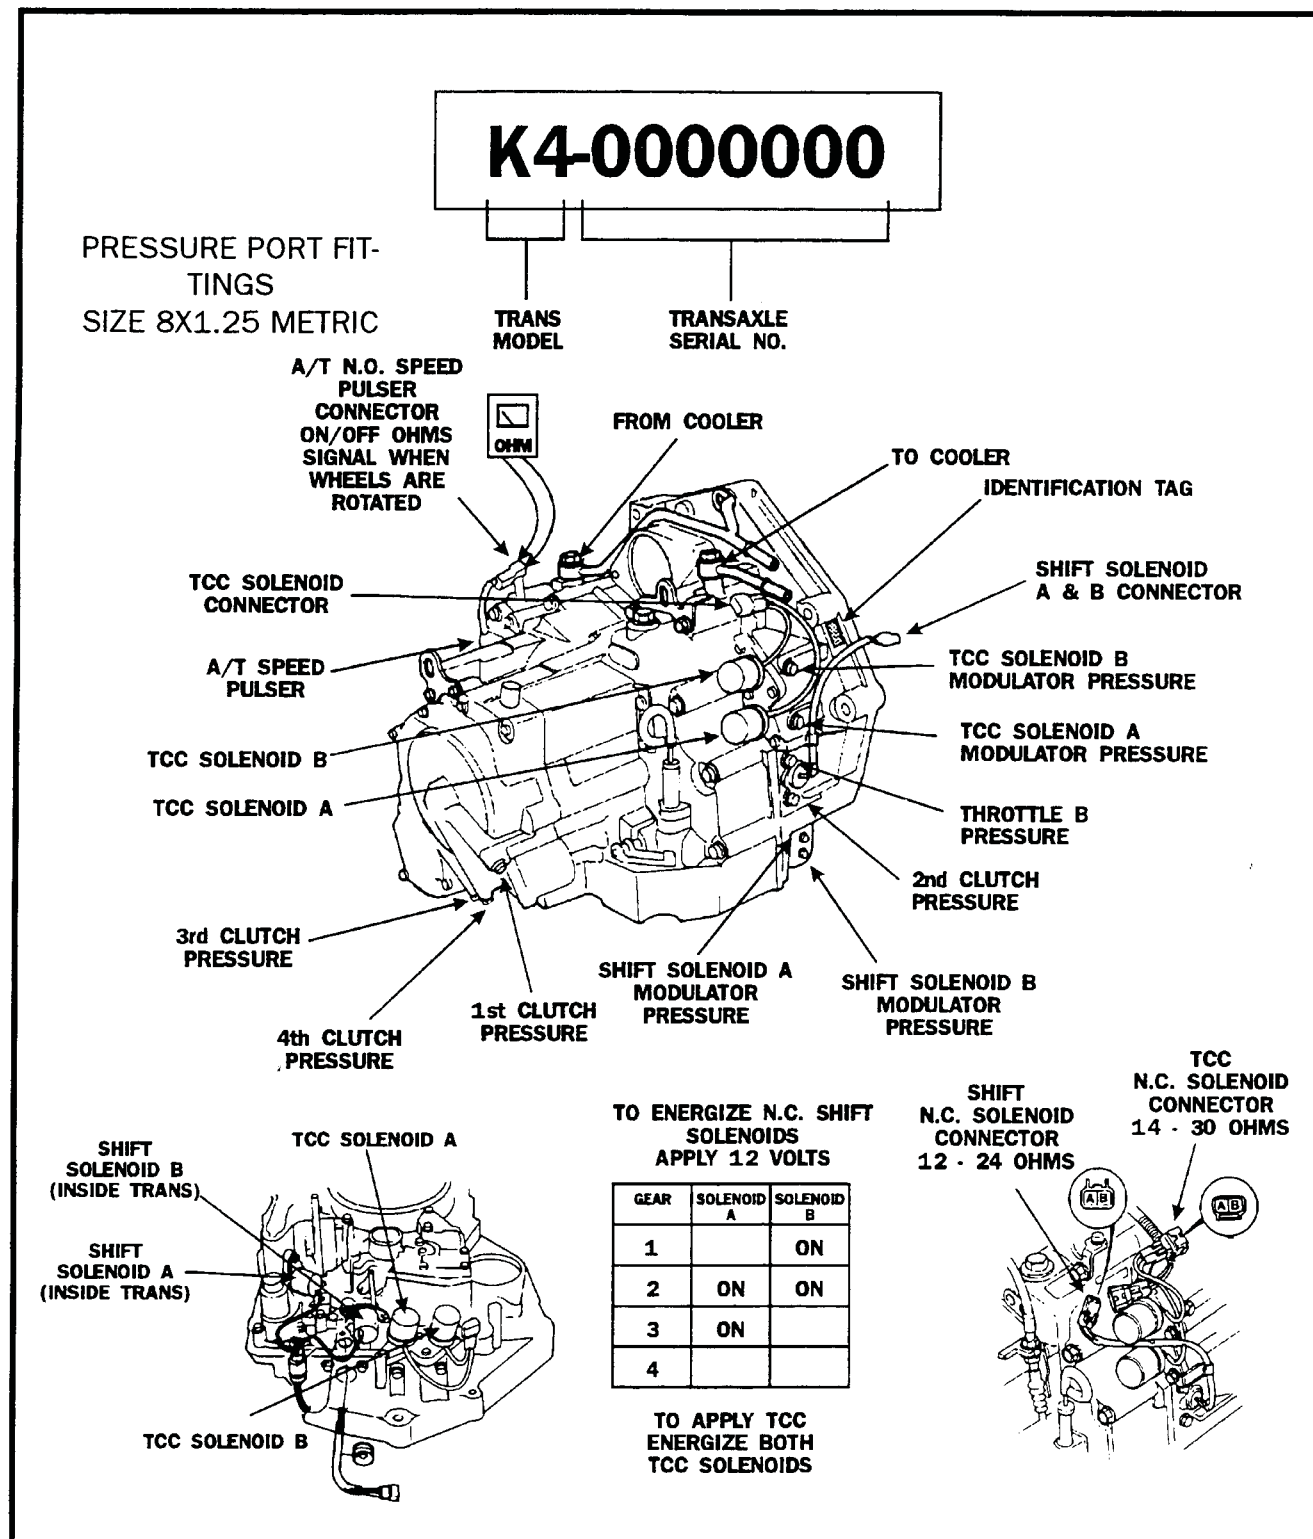 K4-0000000
PRESSURE PORT FIT-
TINGS
SIZE 8X1.25 METRIC
TRANS
MODEL
TRANSAXLE
SERIAL NO.
A/T N.O. SPEED
PULSER
CONNECTOR
ON/OFF OHMS
SIGNAL WHEN
WHEELS ARE
ROTATED
OHM
FROM COOLER
TO COOLER
IDENTIFICATION TAG
TCC SOLENOID
CONNECTOR
SHIFT SOLENOID
A & B CONNECTOR
A/T SPEED
PULSER
TCC SOLENOID B
MODULATOR PRESSURE
TCC SOLENOID B
TCC SOLENOID A
MODULATOR PRESSURE
TCC SOLENOID A
THROTTLE B
PRESSURE
2nd CLUTCH
PRESSURE
3rd CLUTCH
PRESSURE
SHIFT SOLENOID A
MODULATOR
PRESSURE
SHIFT SOLENOID B
MODULATOR
PRESSURE
1st CLUTCH
PRESSURE
4th CLUTCH
PRESSURE
SHIFT
SOLENOID B
(INSIDE TRANS)
TCC SOLENOID A
SHIFT
SOLENOID A
(INSIDE TRANS)
TCC SOLENOID B
TO ENERGIZE N.C. SHIFT
SOLENOIDS
APPLY 12 VOLTS
GEAR SOLENOID A SOLENOID B
1 ON
2 ON ON
3 ON
4
TO APPLY TCC
ENERGIZE BOTH
TCC SOLENOIDS
SHIFT
N.C. SOLENOID
CONNECTOR
12 - 24 OHMS
TCC
N.C. SOLENOID
CONNECTOR
14 - 30 OHMS
A B
A B